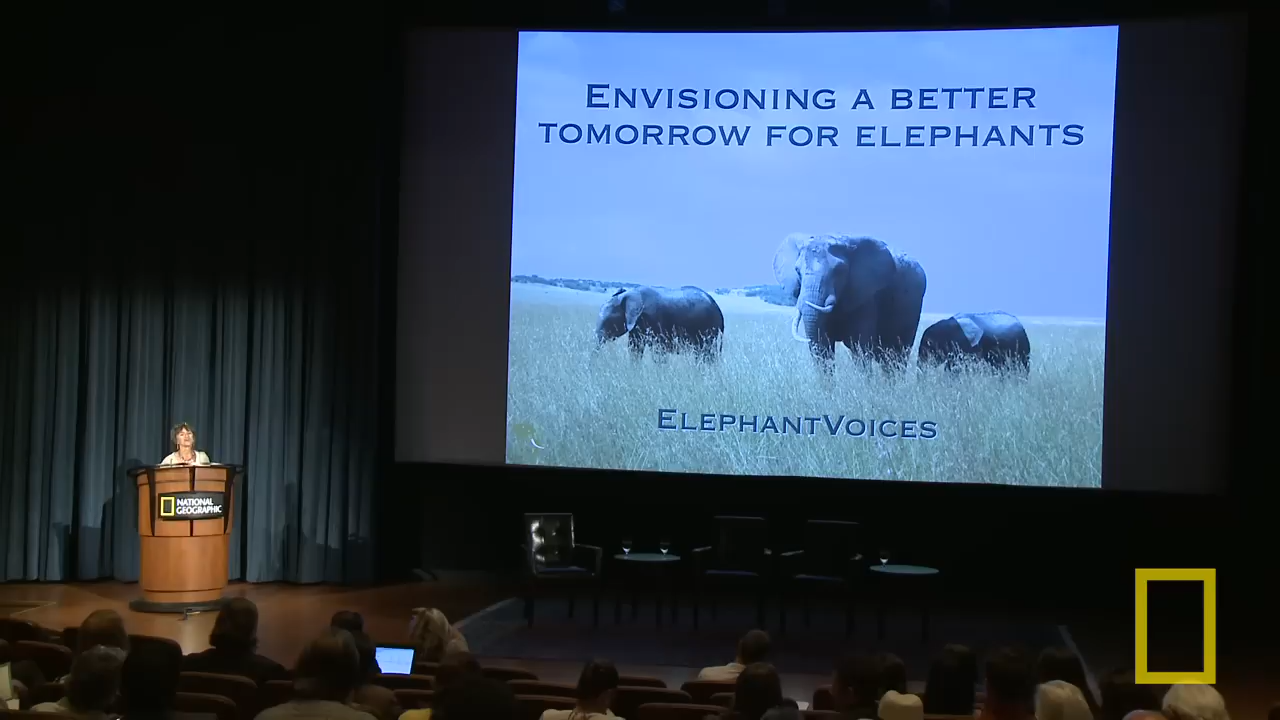 Envisioning a better
tomorrow for elephants
ElephantVoices
NATIONAL
GEOGRAPHIC